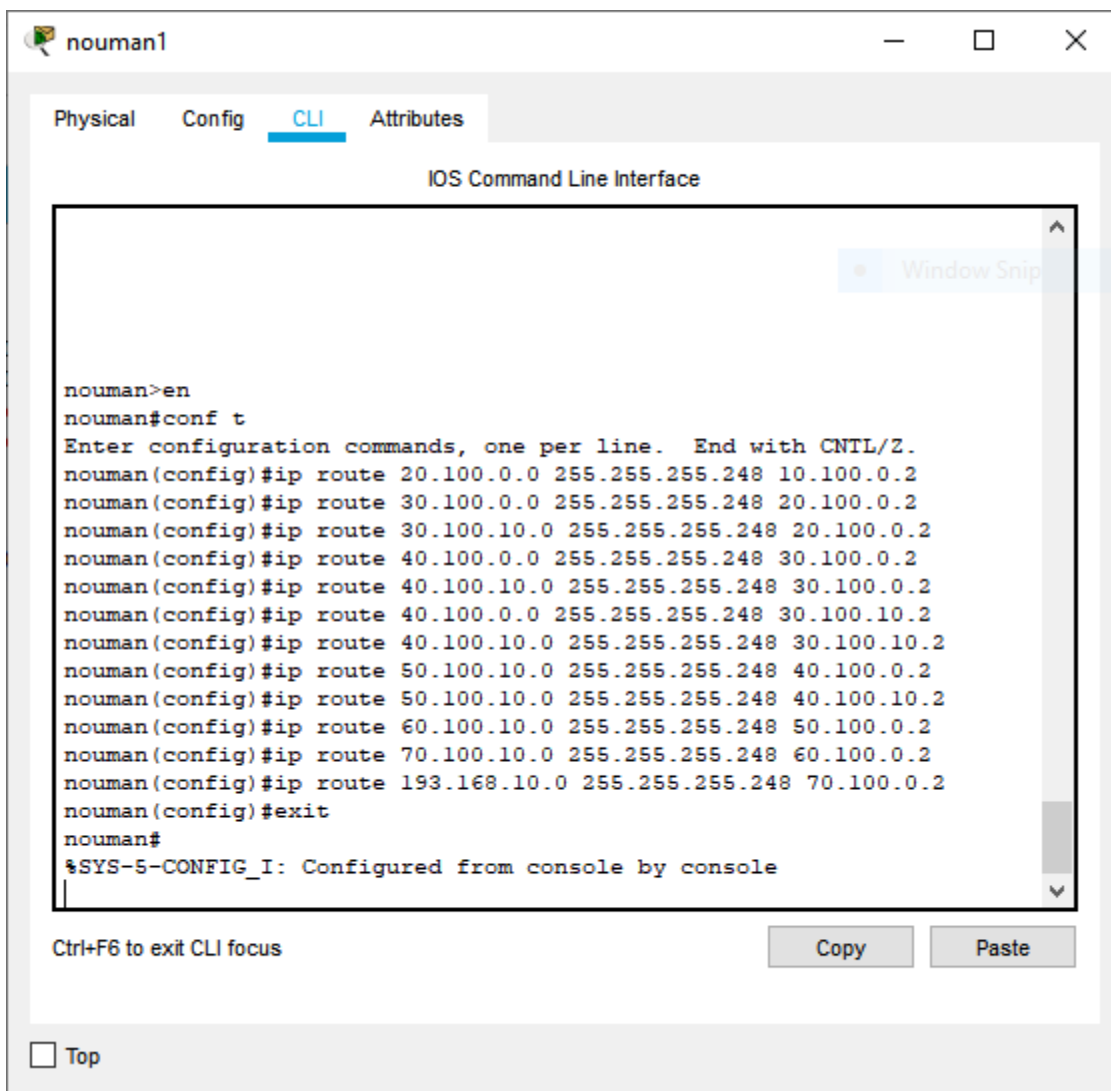 nouman1
Physical Config CLI Attributes
IOS Command Line Interface
Window Snip
nouman>en
nouman#conf t
Enter configuration commands, one per line.  End with CNTL/Z.
nouman(config)#ip route 20.100.0.0 255.255.255.248 10.100.0.2
nouman(config)#ip route 30.100.0.0 255.255.255.248 20.100.0.2
nouman(config)#ip route 30.100.10.0 255.255.255.248 20.100.0.2
nouman(config)#ip route 40.100.0.0 255.255.255.248 30.100.0.2
nouman(config)#ip route 40.100.10.0 255.255.255.248 30.100.0.2
nouman(config)#ip route 40.100.0.0 255.255.255.248 30.100.10.2
nouman(config)#ip route 40.100.10.0 255.255.255.248 30.100.10.2
nouman(config)#ip route 50.100.10.0 255.255.255.248 40.100.0.2
nouman(config)#ip route 50.100.10.0 255.255.255.248 40.100.10.2
nouman(config)#ip route 60.100.10.0 255.255.255.248 50.100.0.2
nouman(config)#ip route 70.100.10.0 255.255.255.248 60.100.0.2
nouman(config)#ip route 193.168.10.0 255.255.255.248 70.100.0.2
nouman(config)#exit
nouman#
%SYS-5-CONFIG_I: Configured from console by console
Ctrl+F6 to exit CLI focus
Copy Paste
Top